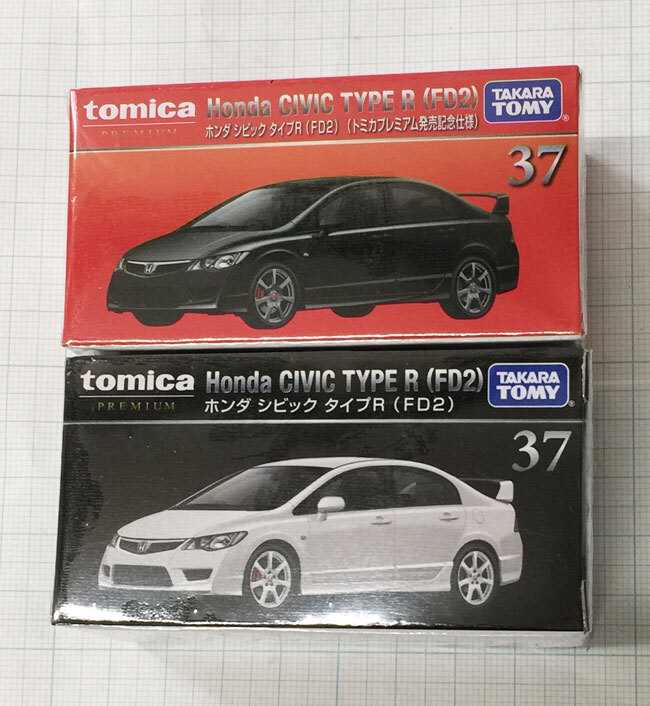 tomica Honda CIVIC TYPE R (FD2) TAKARA TOMY ®
PREMIUM ホンダ シビック タイプR (FD2) (トミカプレミアム発売記念仕様)
37
tomica Honda CIVIC TYPE R (FD2) TAKARA TOMY ®
PREMIUM ホンダ シビック タイプR (FD2)
37